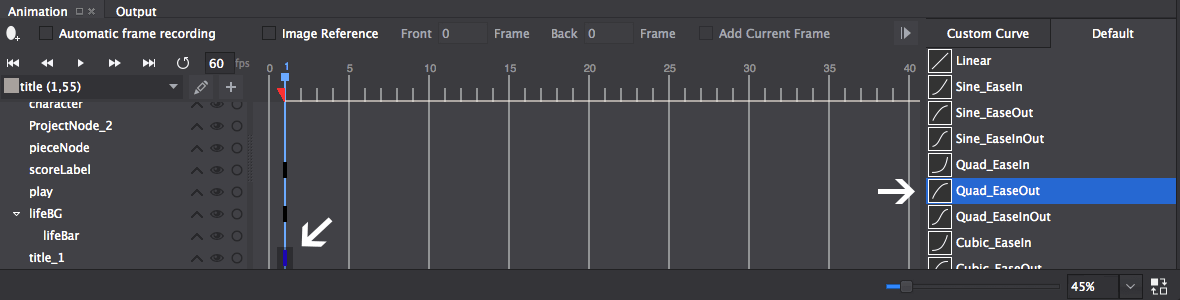 Animation Output
Automatic frame recording Image Reference Front 0 Frame Back 0 Frame Add Current Frame Custom Curve Default
60 fps
0 1 5 10 15 20 25 30 35 40
title (1,55)
character
ProjectNode_2
pieceNode
scoreLabel
play
lifeBG
lifeBar
title_1
Linear
Sine_EaseIn
Sine_EaseOut
Sine_EaseInOut
Quad_EaseIn
Quad_EaseOut
Quad_EaseInOut
Cubic_EaseIn
Cubic_EaseOut
45%